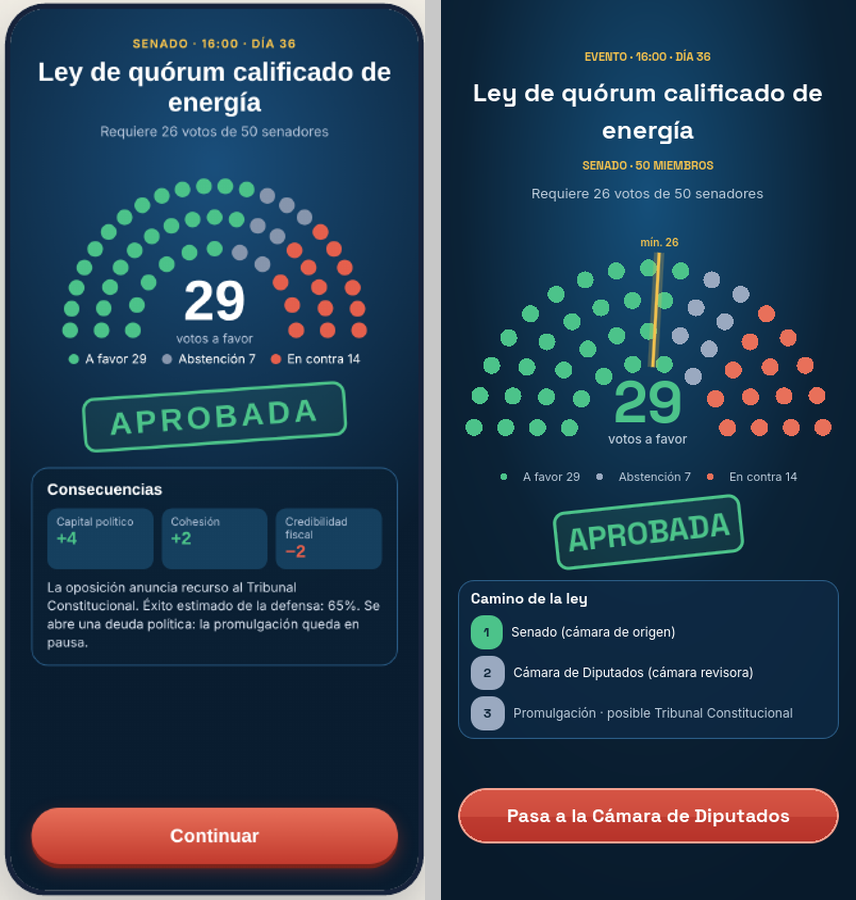 SENADO · 16:00 · DÍA 36
Ley de quórum calificado de
energía
Requiere 26 votos de 50 senadores
29
votos a favor
A favor 29 Abstención 7 En contra 14
APROBADA
Consecuencias
Capital político
+4
Cohesión
+2
Credibilidad
fiscal
−2
La oposición anuncia recurso al Tribunal
Constitucional. Éxito estimado de la defensa: 65%. Se
abre una deuda política: la promulgación queda en
pausa.
Continuar
EVENTO · 16:00 · DÍA 36
Ley de quórum calificado de
energía
SENADO · 50 MIEMBROS
Requiere 26 votos de 50 senadores
mín. 26
29
votos a favor
A favor 29 Abstención 7 En contra 14
APROBADA
Camino de la ley
1 Senado (cámara de origen)
2 Cámara de Diputados (cámara revisora)
3 Promulgación · posible Tribunal Constitucional
Pasa a la Cámara de Diputados